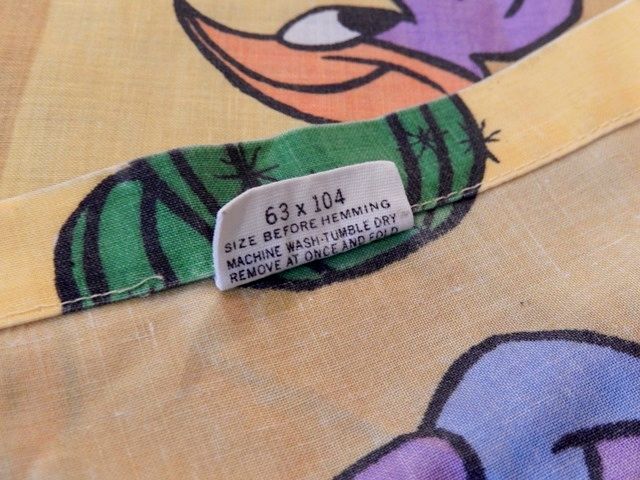 63 x 104
SIZE BEFORE HEMMING
MACHINE WASH-TUMBLE DRY
REMOVE AT ONCE AND FOLD